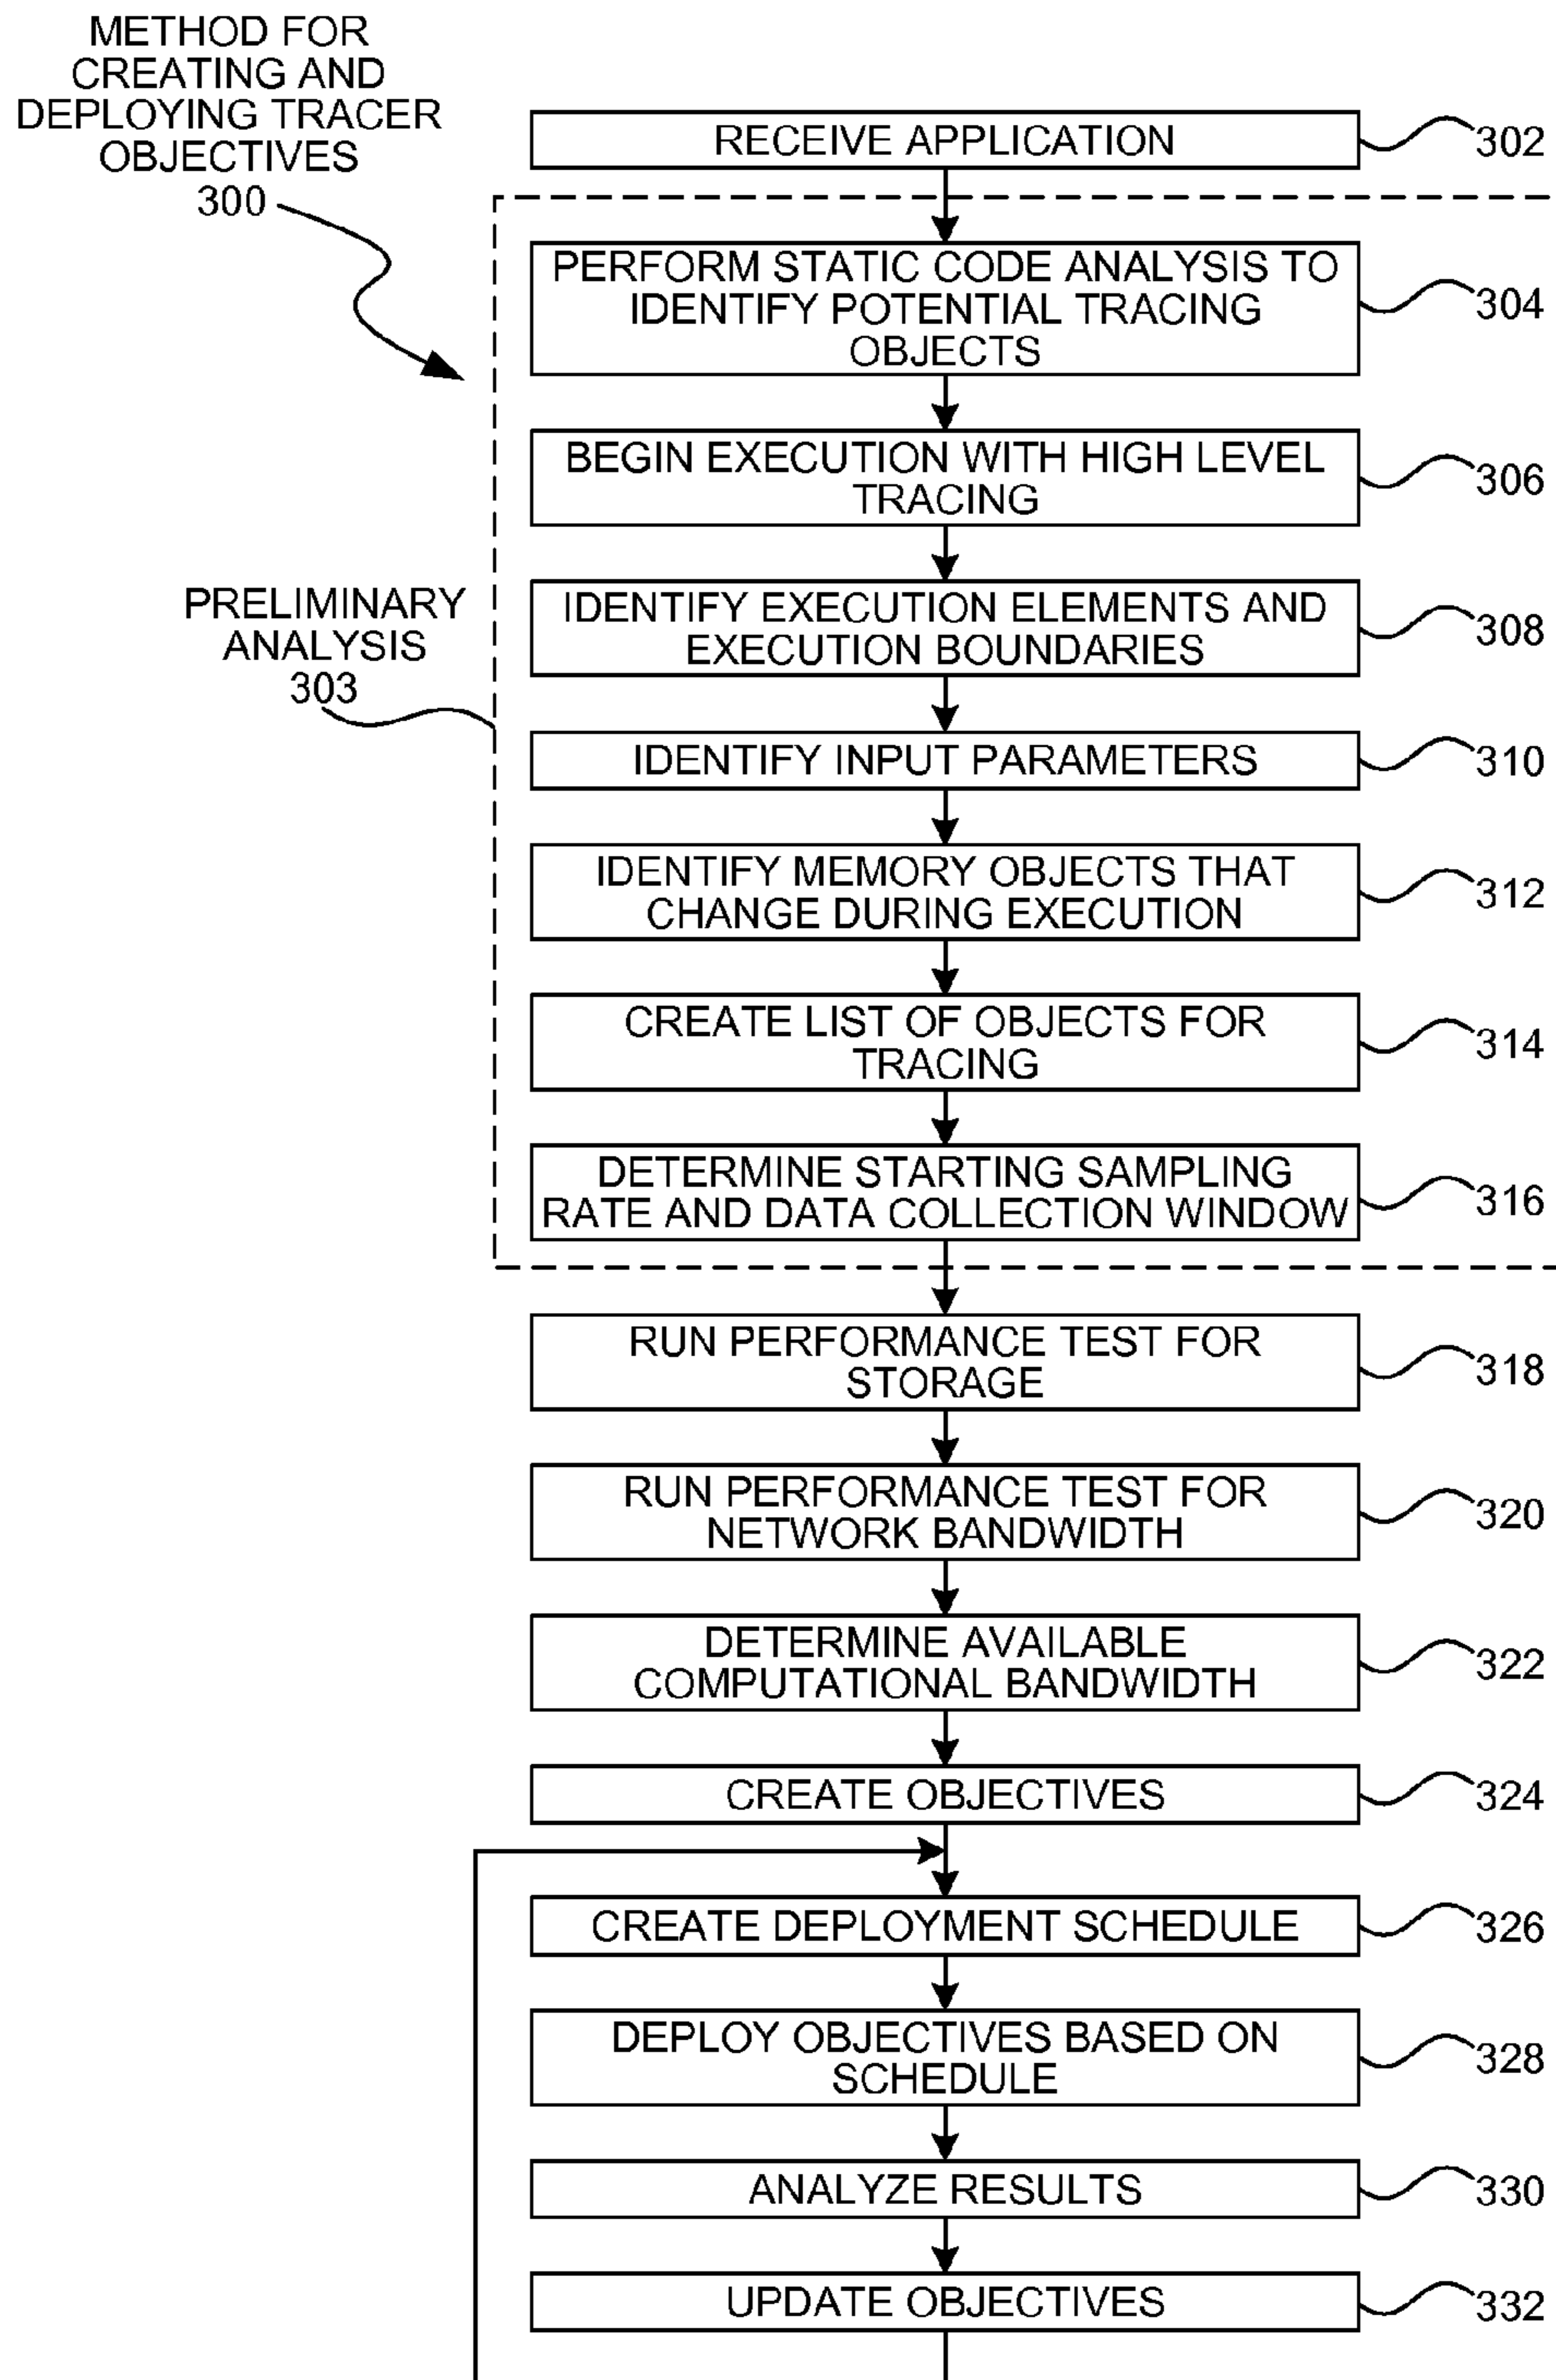 METHOD FOR
CREATING AND
DEPLOYING TRACER
OBJECTIVES
300
RECEIVE APPLICATION
302
PERFORM STATIC CODE ANALYSIS TO
IDENTIFY POTENTIAL TRACING
OBJECTS
304
BEGIN EXECUTION WITH HIGH LEVEL
TRACING
306
PRELIMINARY
ANALYSIS
303
IDENTIFY EXECUTION ELEMENTS AND
EXECUTION BOUNDARIES
308
IDENTIFY INPUT PARAMETERS
310
IDENTIFY MEMORY OBJECTS THAT
CHANGE DURING EXECUTION
312
CREATE LIST OF OBJECTS FOR
TRACING
314
DETERMINE STARTING SAMPLING
RATE AND DATA COLLECTION WINDOW
316
RUN PERFORMANCE TEST FOR
STORAGE
318
RUN PERFORMANCE TEST FOR
NETWORK BANDWIDTH
320
DETERMINE AVAILABLE
COMPUTATIONAL BANDWIDTH
322
CREATE OBJECTIVES
324
CREATE DEPLOYMENT SCHEDULE
326
DEPLOY OBJECTIVES BASED ON
SCHEDULE
328
ANALYZE RESULTS
330
UPDATE OBJECTIVES
332